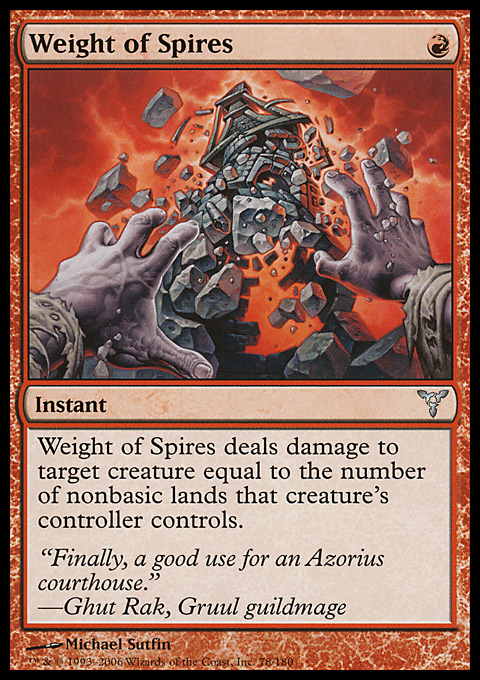 Weight of Spires
Instant
Weight of Spires deals damage to
target creature equal to the number
of nonbasic lands that creature's
controller controls.
“Finally, a good use for an Azorius
courthouse.”
—Ghut Rak, Gruul guildmage
Michael Sutfin
™ & © 1993–2006 Wizards of the Coast, Inc. 78/180